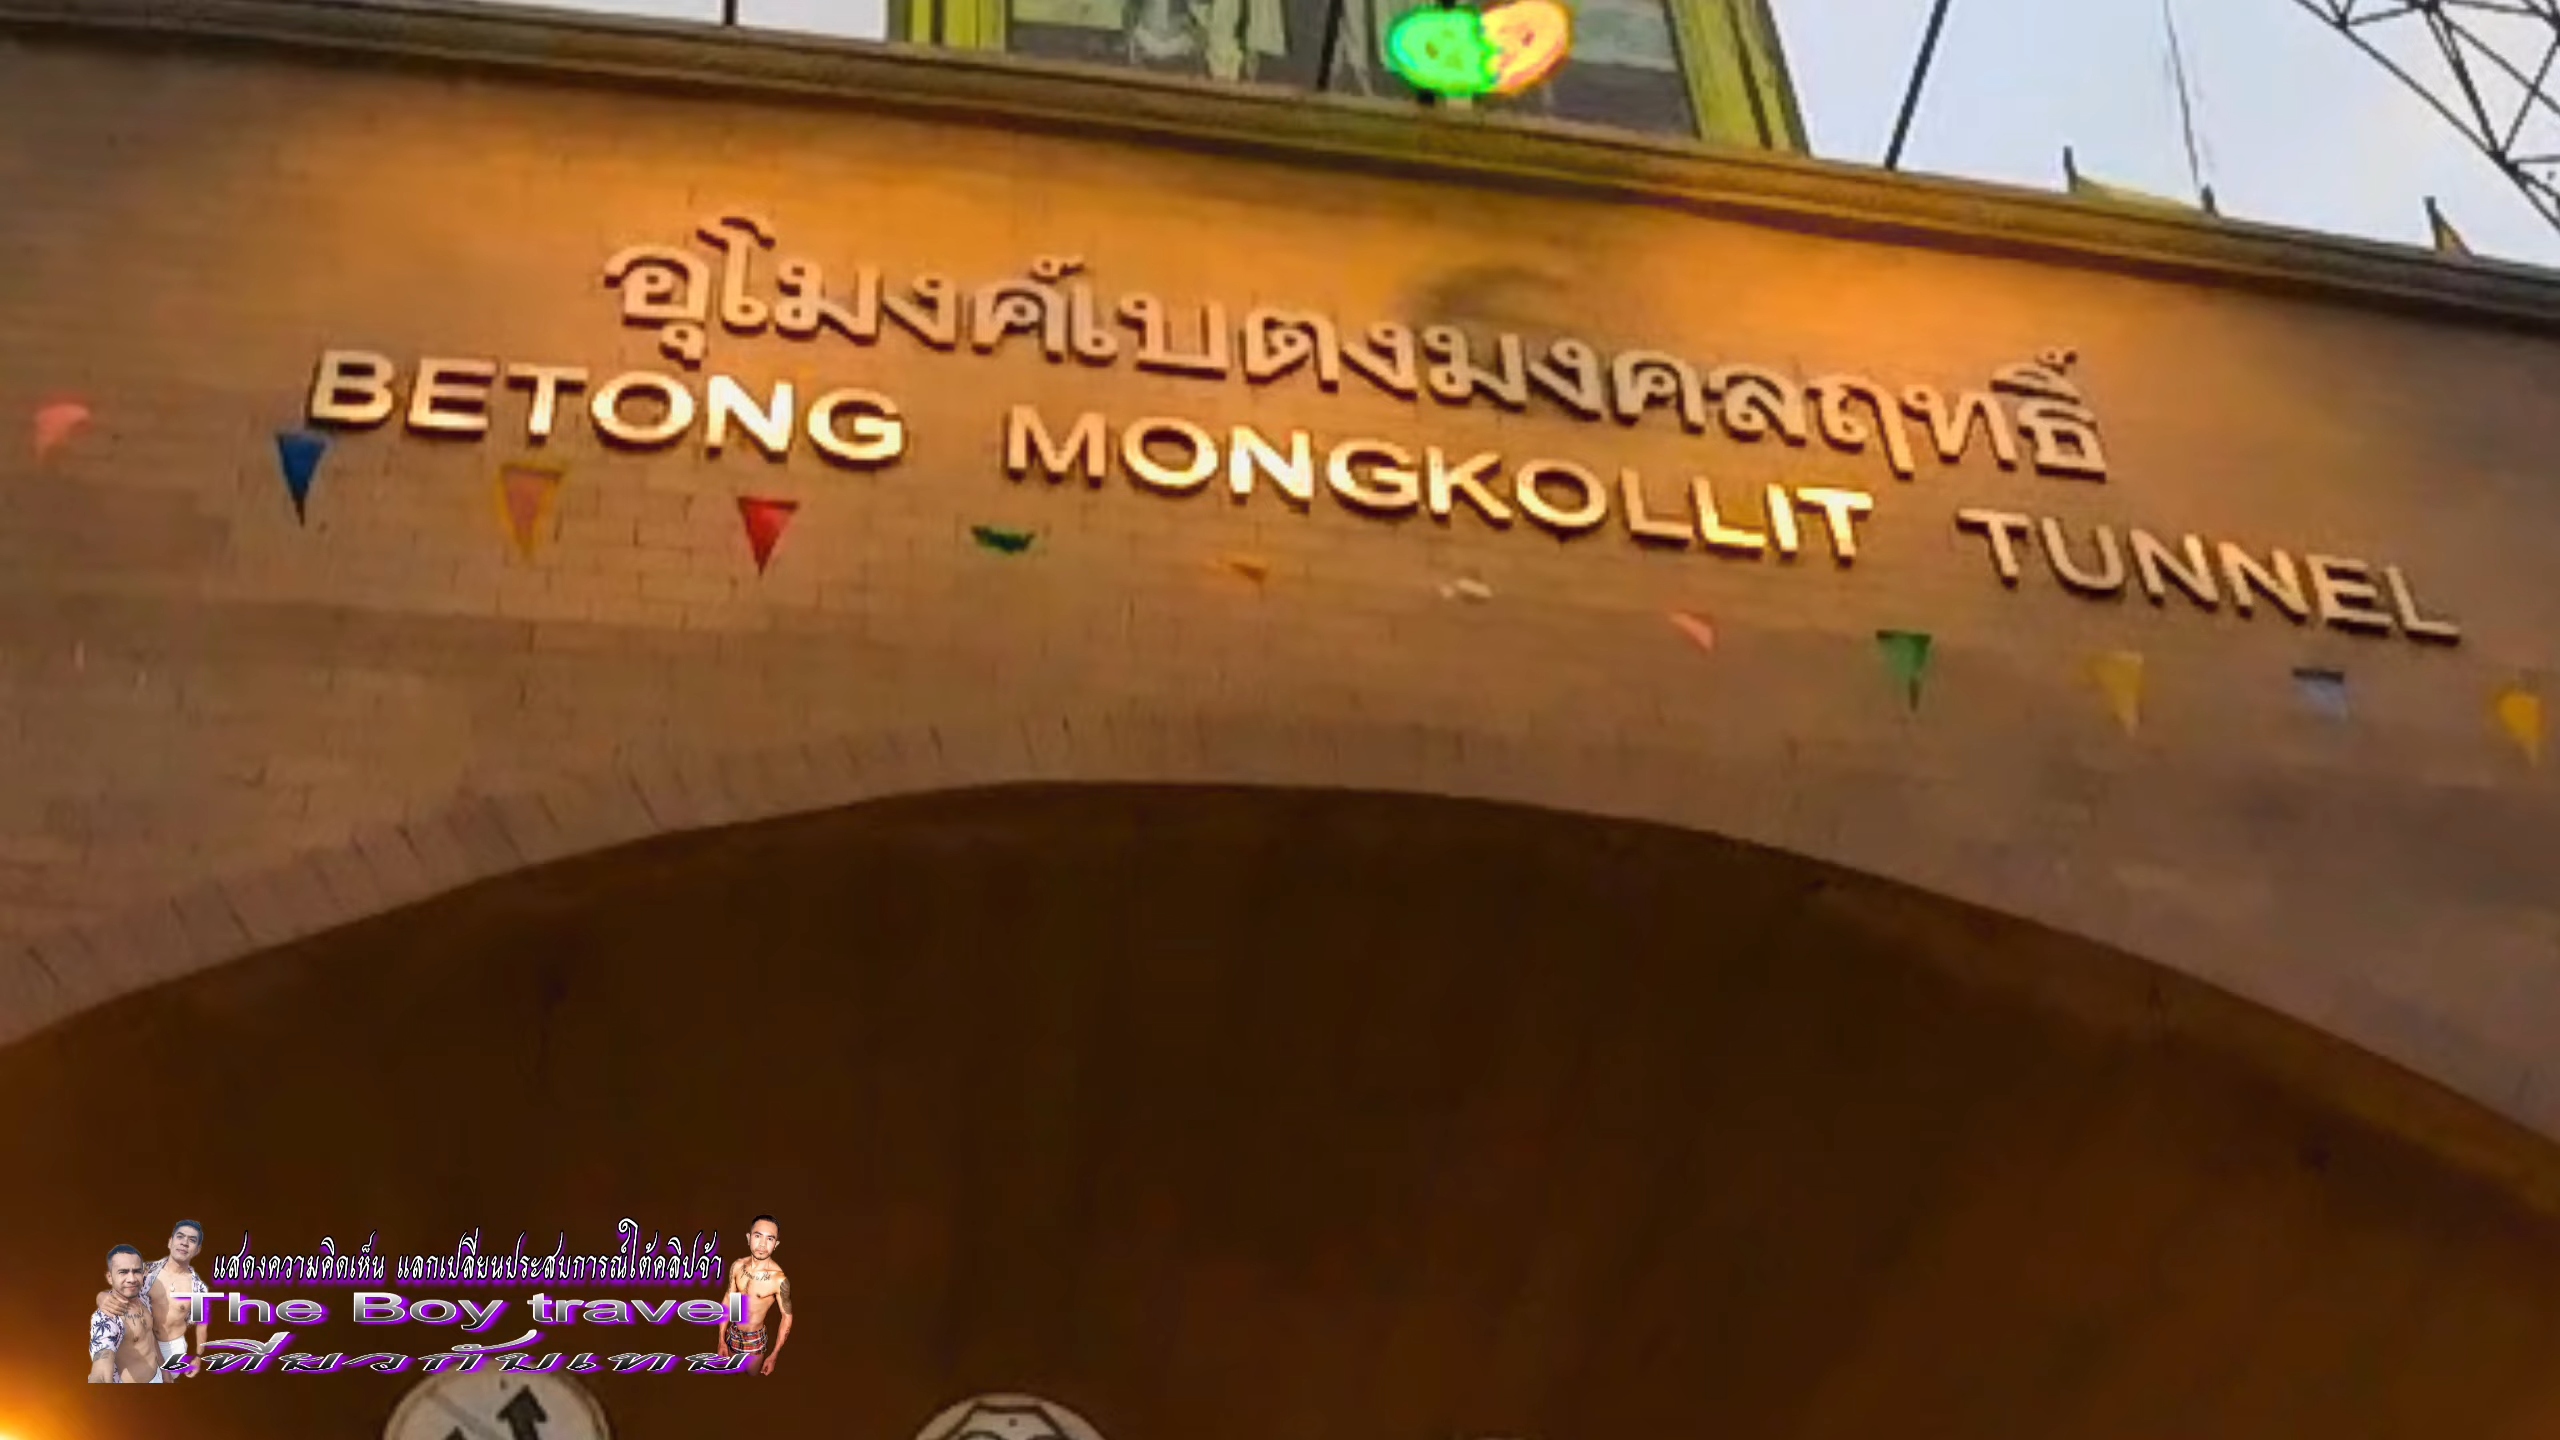 อุโมงค์เบตงมงคลฤทธิ์
BETONG MONGKOLLIT TUNNEL
แสดงความคิดเห็น แลกเปลี่ยนประสบการณ์ใต้คลิปจ้า
The Boy travel
เที่ยวกับเทย